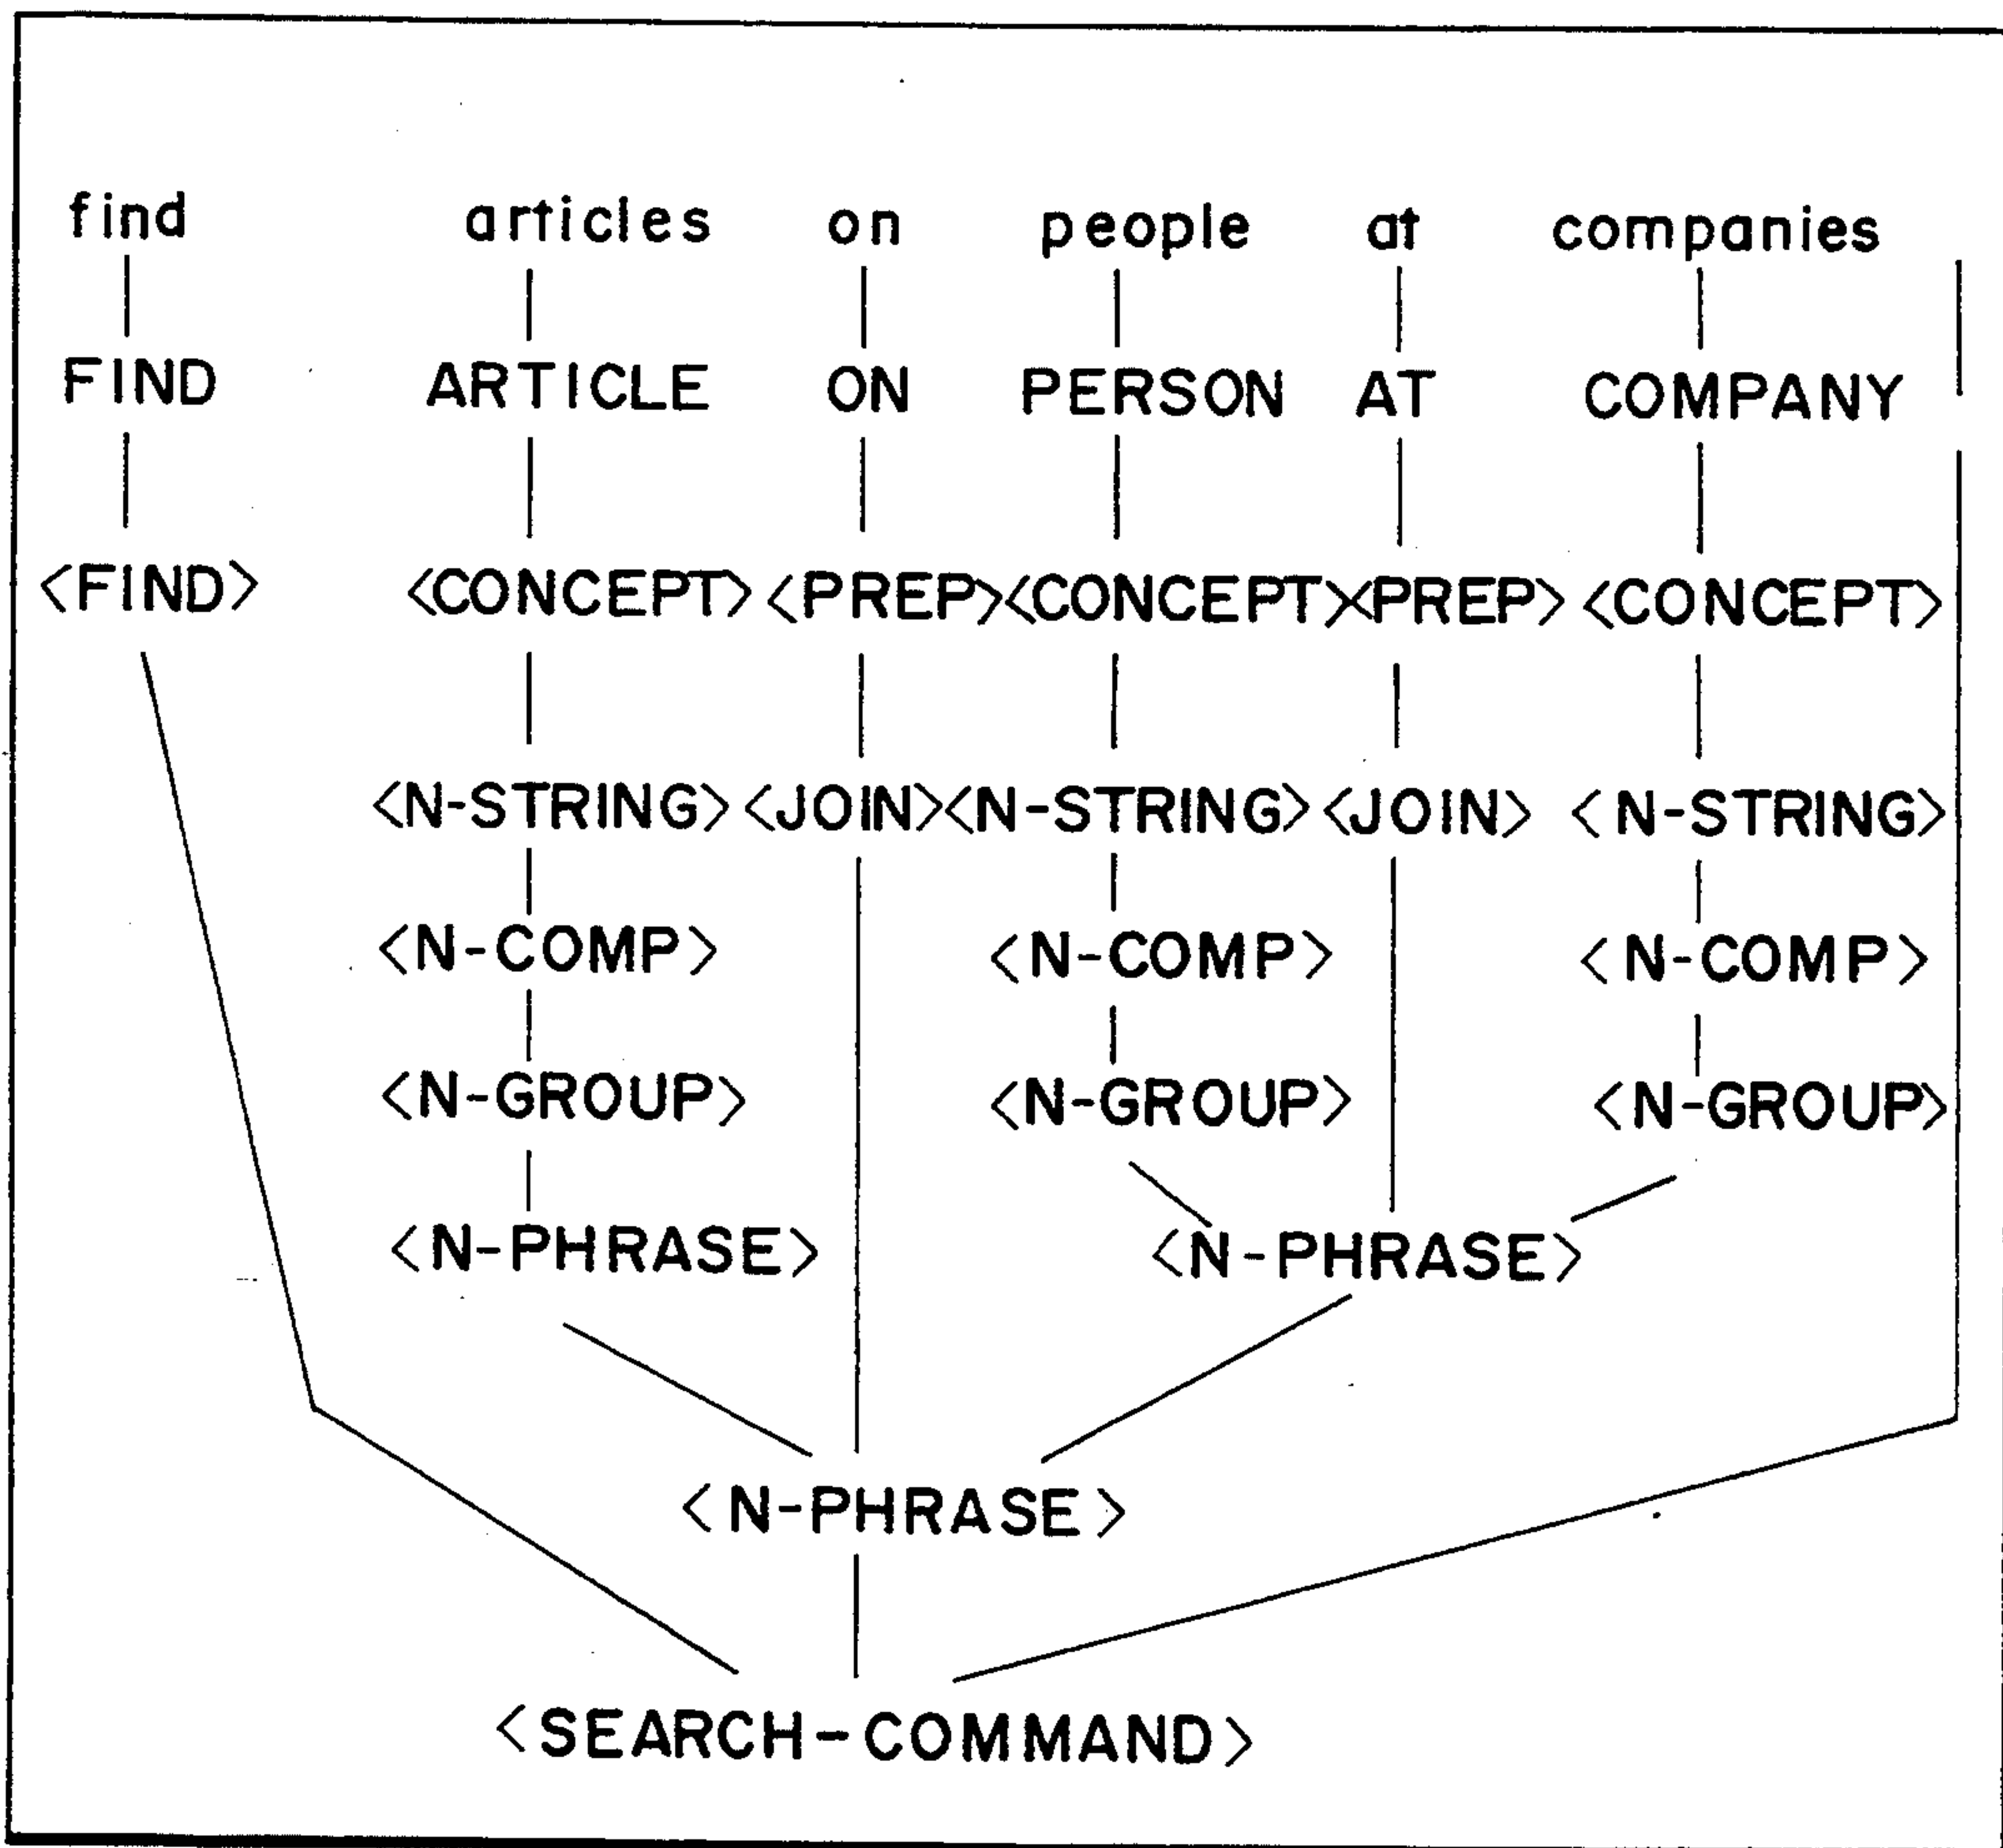 find articles on people at companies
FIND ARTICLE ON PERSON AT COMPANY
<FIND> <CONCEPT> <PREP> <CONCEPT> <PREP> <CONCEPT>
<N-STRING> <JOIN> <N-STRING> <JOIN> <N-STRING>
<N-COMP> <N-COMP> <N-COMP>
<N-GROUP> <N-GROUP> <N-GROUP>
<N-PHRASE> <N-PHRASE>
<N-PHRASE>
<SEARCH-COMMAND>